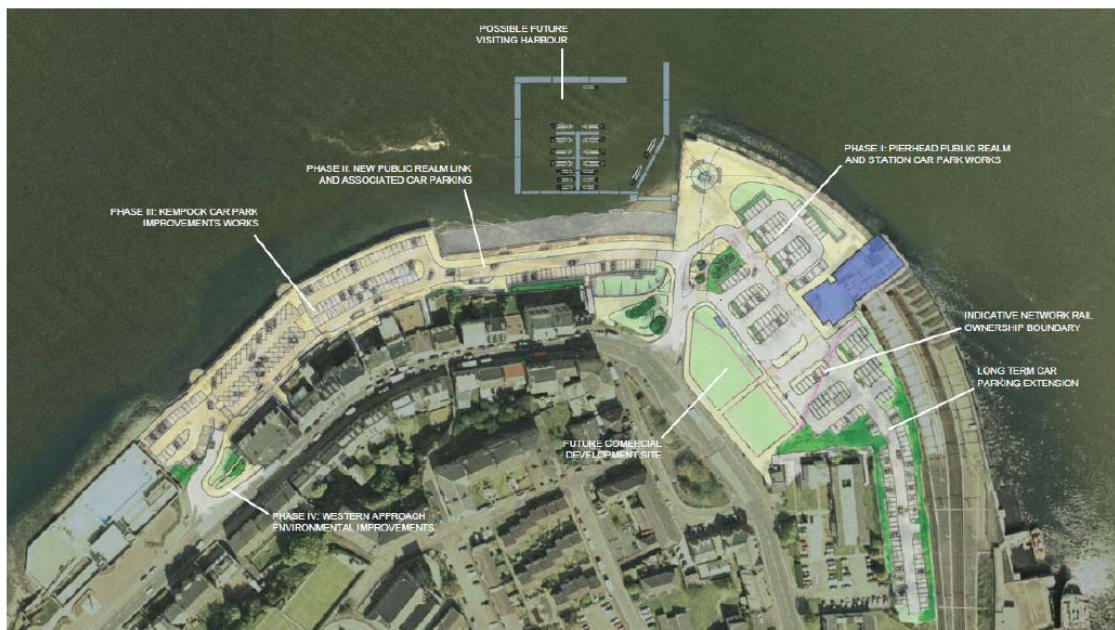 POSSIBLE FUTURE
VISITING HARBOUR
PHASE I: PIERHEAD PUBLIC REALM
AND STATION CAR PARK WORKS
PHASE II: NEW PUBLIC REALM LINK
AND ASSOCIATED CAR PARKING
PHASE III: KEMPOCK CAR PARK
IMPROVEMENTS WORKS
INDICATIVE NETWORK RAIL
OWNERSHIP BOUNDARY
LONG TERM CAR
PARKING EXTENSION
FUTURE COMERCIAL
DEVELOPMENT SITE
PHASE IV: WESTERN APPROACH
ENVIRONMENTAL IMPROVEMENTS